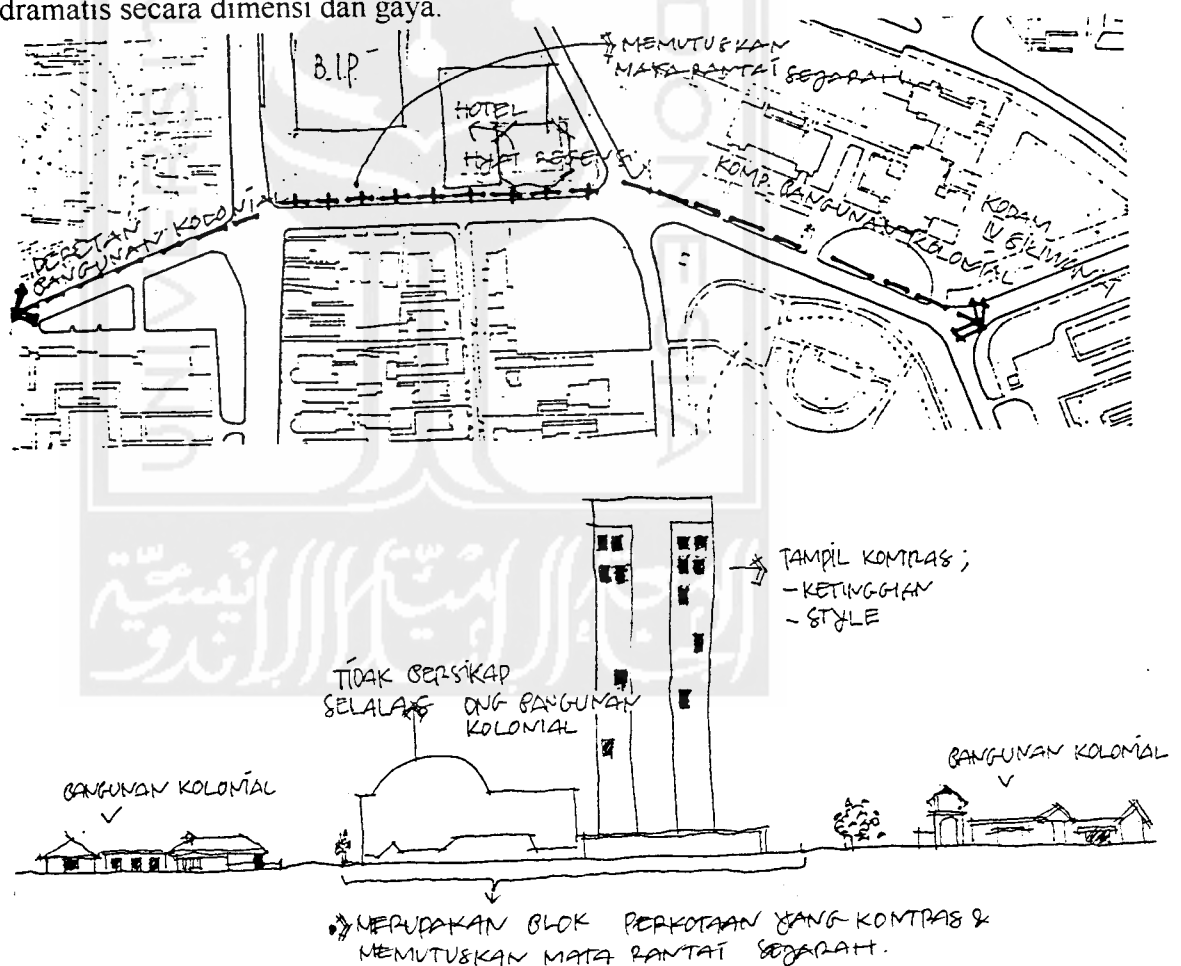 dramatis secara dimensi dan gaya.
B.I.P
MEMUTUSKAN
MATA RANTAI SEJARAH
HOTEL
DERETAN
BANGUNAN KOLONIAL
KOMP. BANGUNAN KOLONIAL
KODAM
IV SILIWANGI
TAMPIL KONTRAS;
- KETINGGIAN
- STYLE
TIDAK BERSIKAP
SELALAS DNG BANGUNAN
KOLONIAL
BANGUNAN KOLONIAL
BANGUNAN KOLONIAL
MERUPAKAN BLOK PERKOTAAN YANG KONTRAS &
MEMUTUSKAN MATA RANTAI SEJARAH.